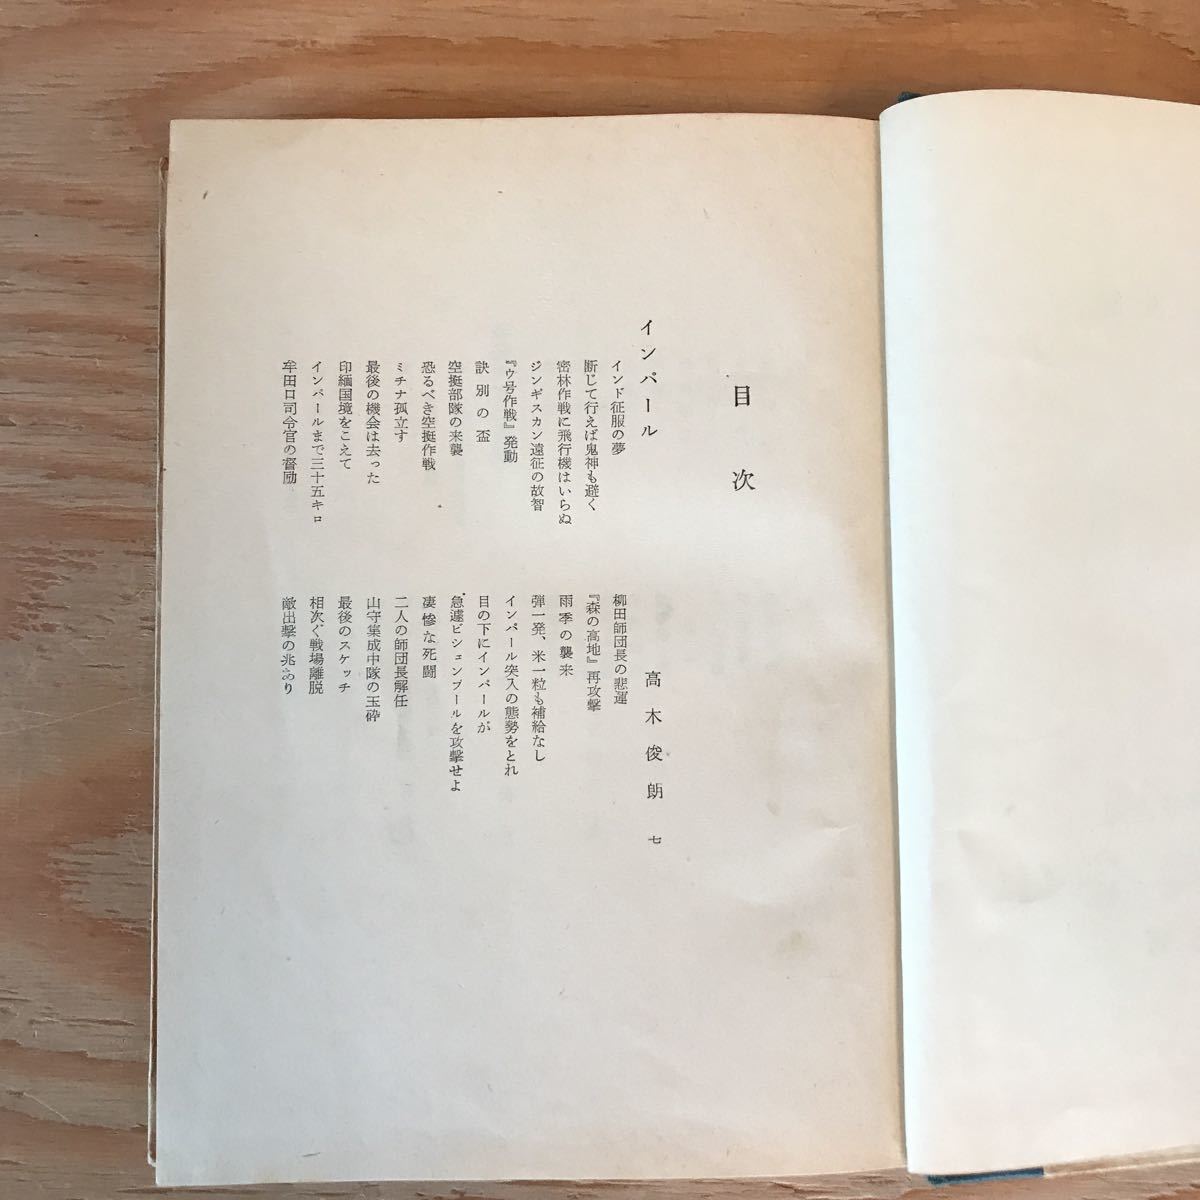 目次
インパール 高木俊朗 七
インド征服の夢
断じて行えば鬼神も避く
密林作戦に飛行機はいらぬ
ジンギスカン遠征の故智
『ウ号作戦』発動
訣別の盃
空挺部隊の来襲
恐るべき空挺作戦
ミチナ孤立す
最後の機会は去った
印緬国境をこえて
インパールまで三十五キロ
牟田口司令官の督励
柳田師団長の悲運
『森の高地』再攻撃
雨季の襲来
弾一発、米一粒も補給なし
インパール突入の態勢をとれ
目の下にインパールが
急遽ビシェンプールを攻撃せよ
凄惨な死闘
二人の師団長解任
山守集成中隊の玉砕
最後のスケッチ
相次ぐ戦場離脱
敵出撃の兆あり